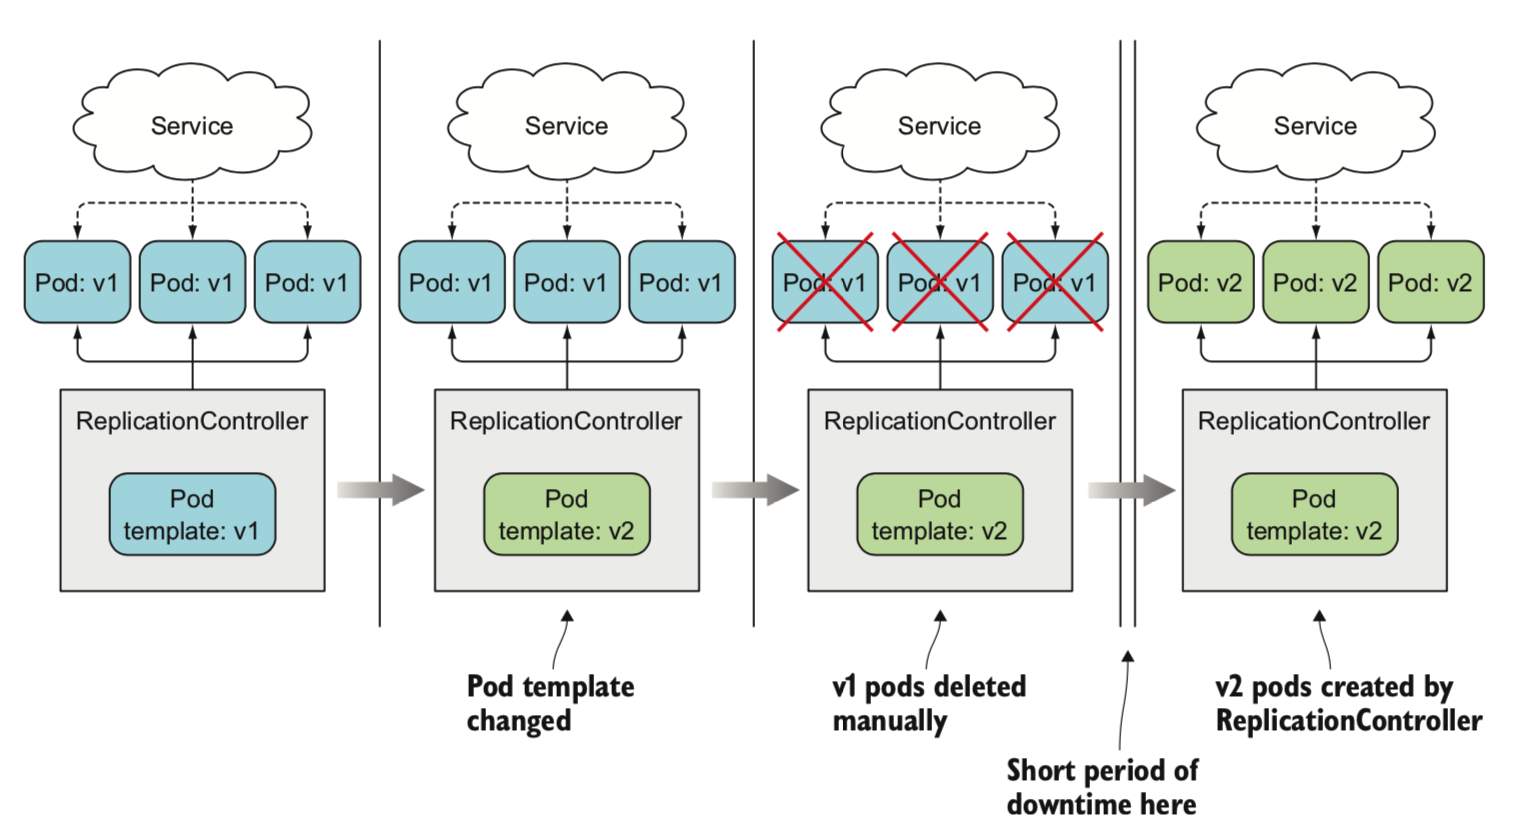 Service
Pod: v1
Pod: v1
Pod: v1
ReplicationController
Pod
template: v1
Service
Pod: v1
Pod: v1
Pod: v1
ReplicationController
Pod
template: v2
Pod template
changed
Service
Pod: v1
Pod: v1
Pod: v1
ReplicationController
Pod
template: v2
v1 pods deleted
manually
Short period of
downtime here
Service
Pod: v2
Pod: v2
Pod: v2
ReplicationController
Pod
template: v2
v2 pods created by
ReplicationController